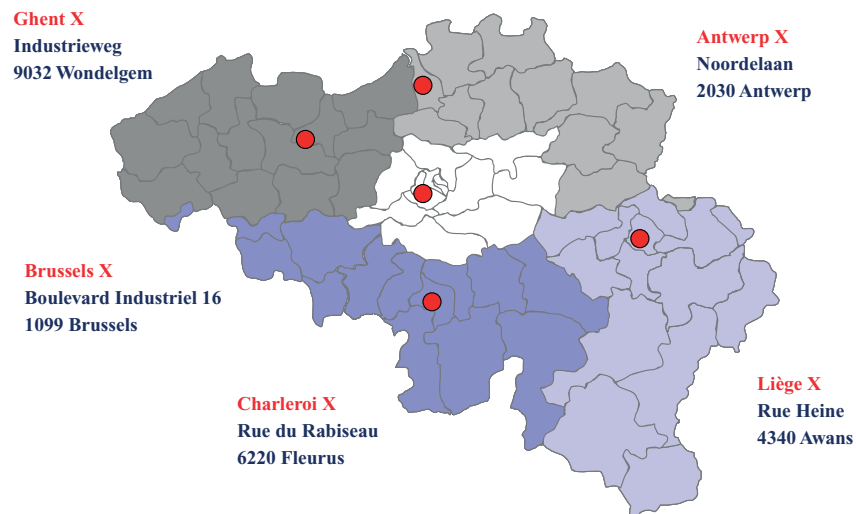 Ghent X
Industrieweg
9032 Wondelgem
Antwerp X
Noordelaan
2030 Antwerp
Brussels X
Boulevard Industriel 16
1099 Brussels
Charleroi X
Rue du Rabiseau
6220 Fleurus
Liège X
Rue Heine
4340 Awans